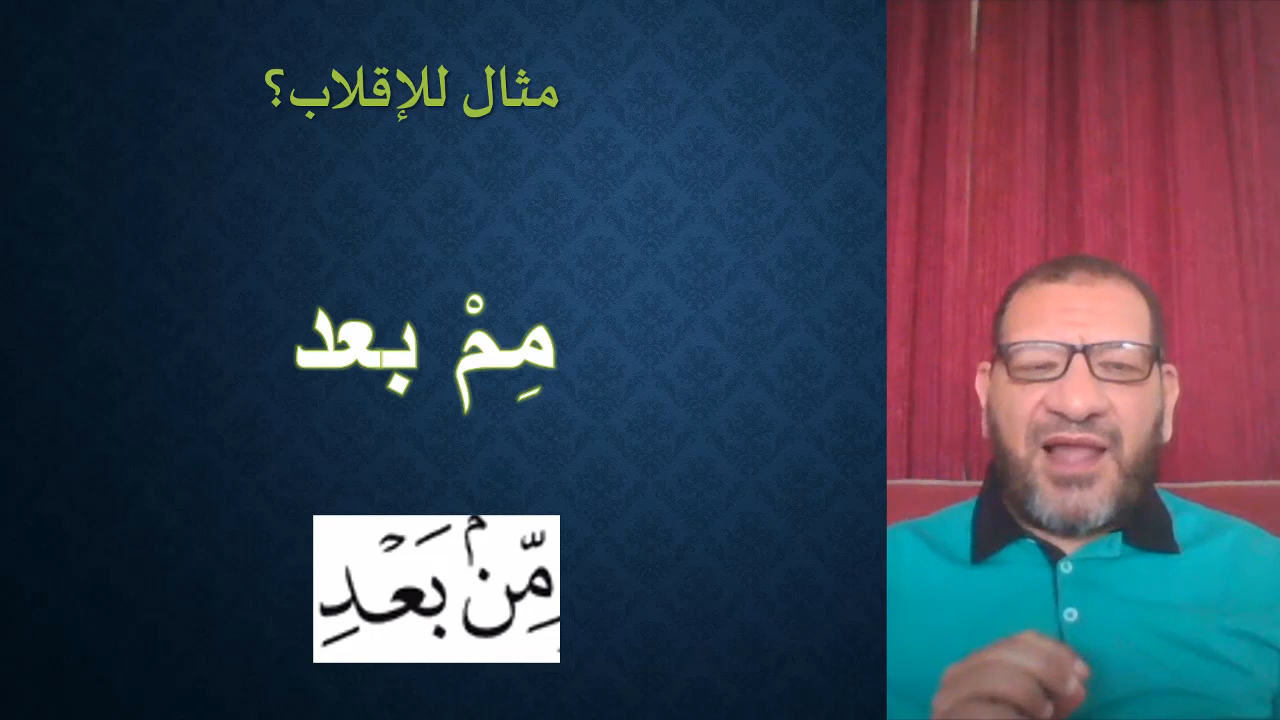 مثال للإقلاب؟
مِمْ بعد
مِّنۢ بَعْدِ